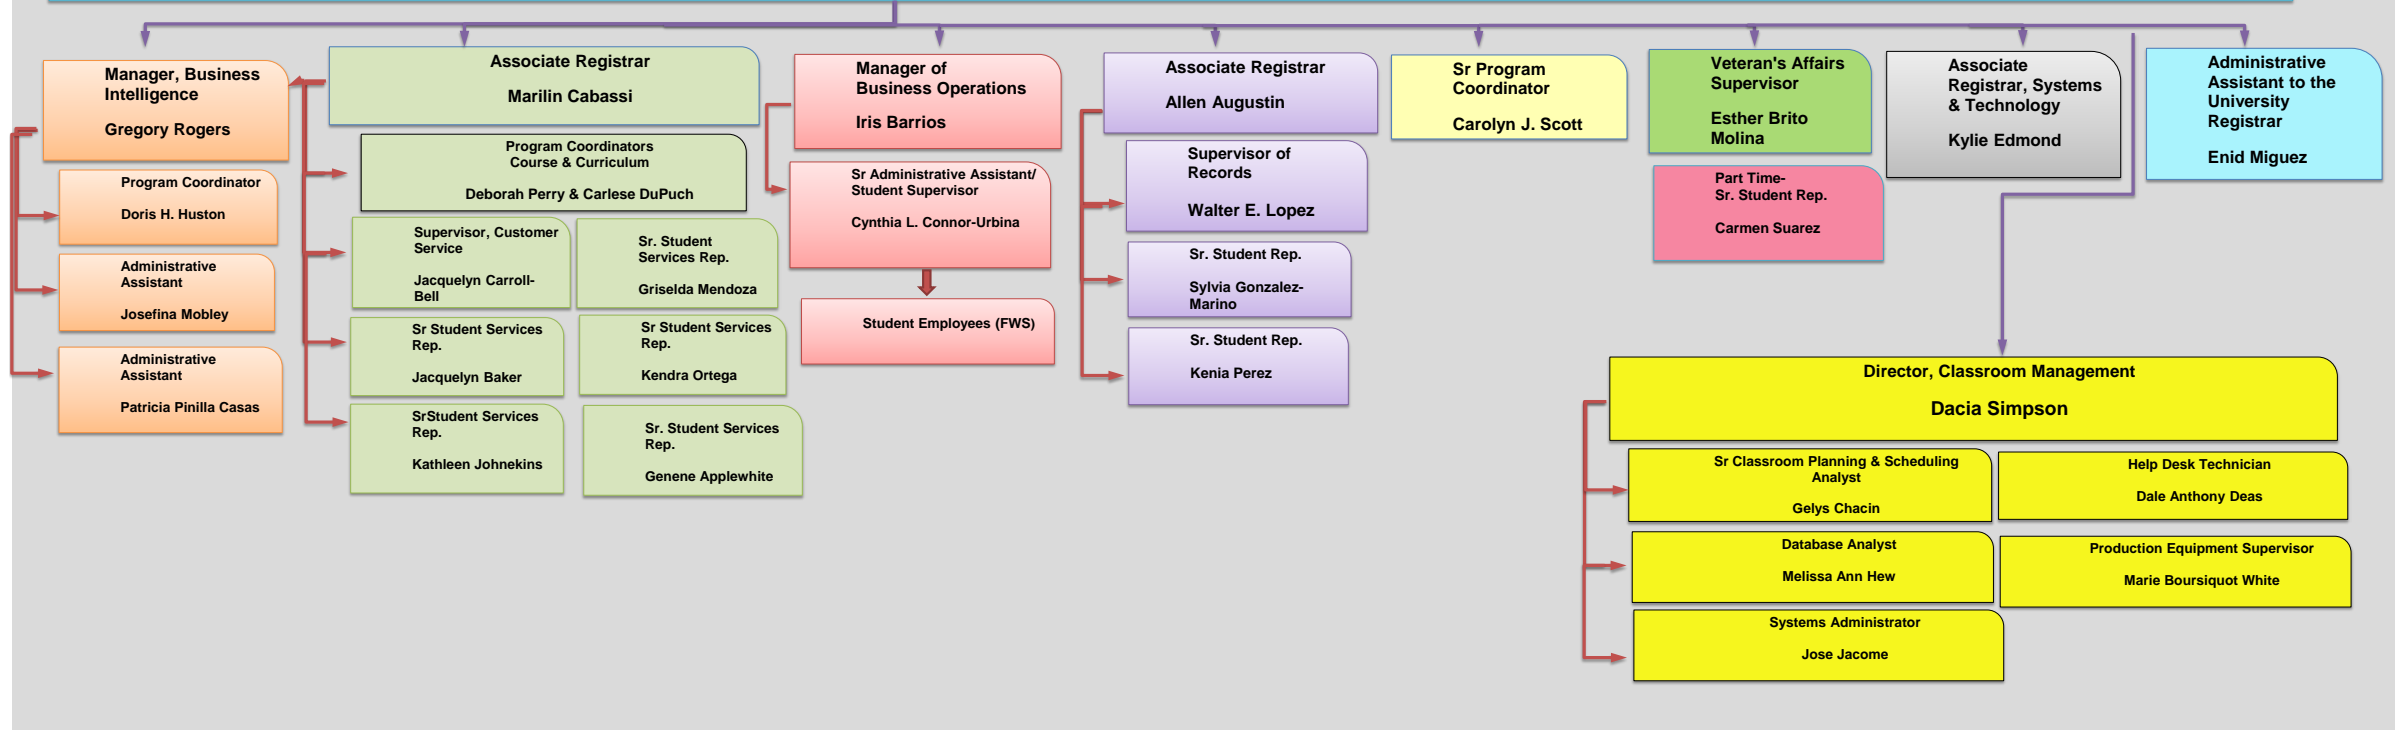 Manager, Business
Intelligence
Gregory Rogers
Program Coordinator
Doris H. Huston
Administrative
Assistant
Josefina Mobley
Administrative
Assistant
Patricia Pinilla Casas
Associate Registrar
Marilin Cabassi
Program Coordinators
Course & Curriculum
Deborah Perry & Carlese DuPuch
Supervisor, Customer
Service
Jacquelyn Carroll-
Bell
Sr. Student
Services Rep.
Griselda Mendoza
Sr Student Services
Rep.
Jacquelyn Baker
Sr Student Services
Rep.
Kendra Ortega
SrStudent Services
Rep.
Kathleen Johnekins
Sr. Student Services
Rep.
Genene Applewhite
Manager of
Business Operations
Iris Barrios
Sr Administrative Assistant/
Student Supervisor
Cynthia L. Connor-Urbina
Student Employees (FWS)
Associate Registrar
Allen Augustin
Supervisor of
Records
Walter E. Lopez
Sr. Student Rep.
Sylvia Gonzalez-
Marino
Sr. Student Rep.
Kenia Perez
Sr Program
Coordinator
Carolyn J. Scott
Veteran's Affairs
Supervisor
Esther Brito
Molina
Part Time-
Sr. Student Rep.
Carmen Suarez
Associate
Registrar, Systems
& Technology
Kylie Edmond
Administrative
Assistant to the
University
Registrar
Enid Miguez
Director, Classroom Management
Dacia Simpson
Sr Classroom Planning & Scheduling
Analyst
Gelys Chacin
Help Desk Technician
Dale Anthony Deas
Database Analyst
Melissa Ann Hew
Production Equipment Supervisor
Marie Boursiquot White
Systems Administrator
Jose Jacome